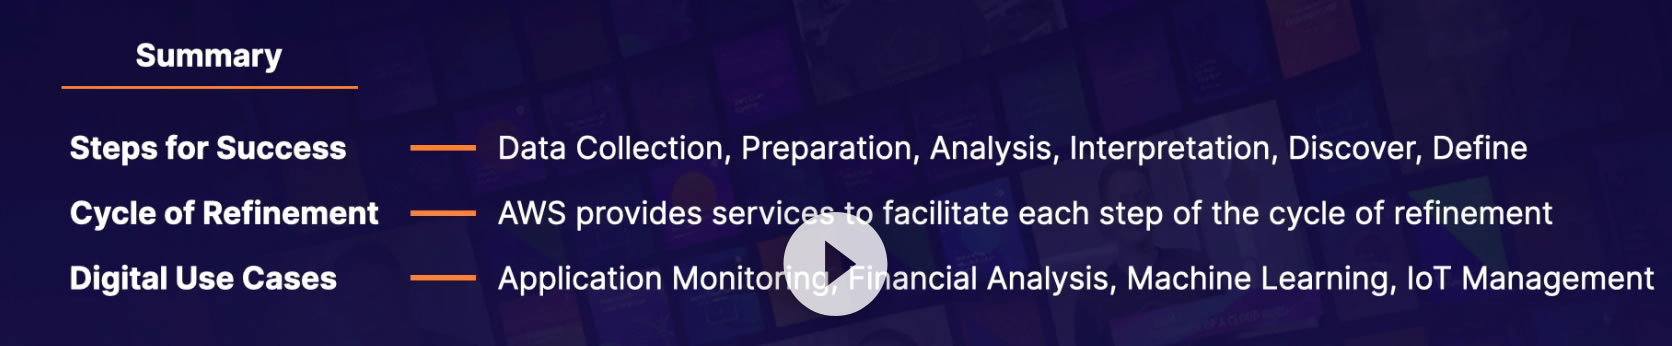 Summary
Steps for Success — Data Collection, Preparation, Analysis, Interpretation, Discover, Define
Cycle of Refinement — AWS provides services to facilitate each step of the cycle of refinement
Digital Use Cases — Application Monitoring, Financial Analysis, Machine Learning, IoT Management